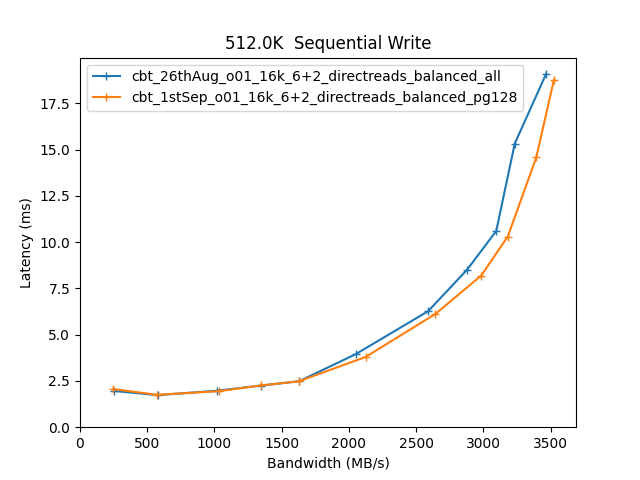 512.0K  Sequential Write
cbt_26thAug_o01_16k_6+2_directreads_balanced_all
cbt_1stSep_o01_16k_6+2_directreads_balanced_pg128
Latency (ms)
17.5
15.0
12.5
10.0
7.5
5.0
2.5
0.0
0 500 1000 1500 2000 2500 3000 3500
Bandwidth (MB/s)